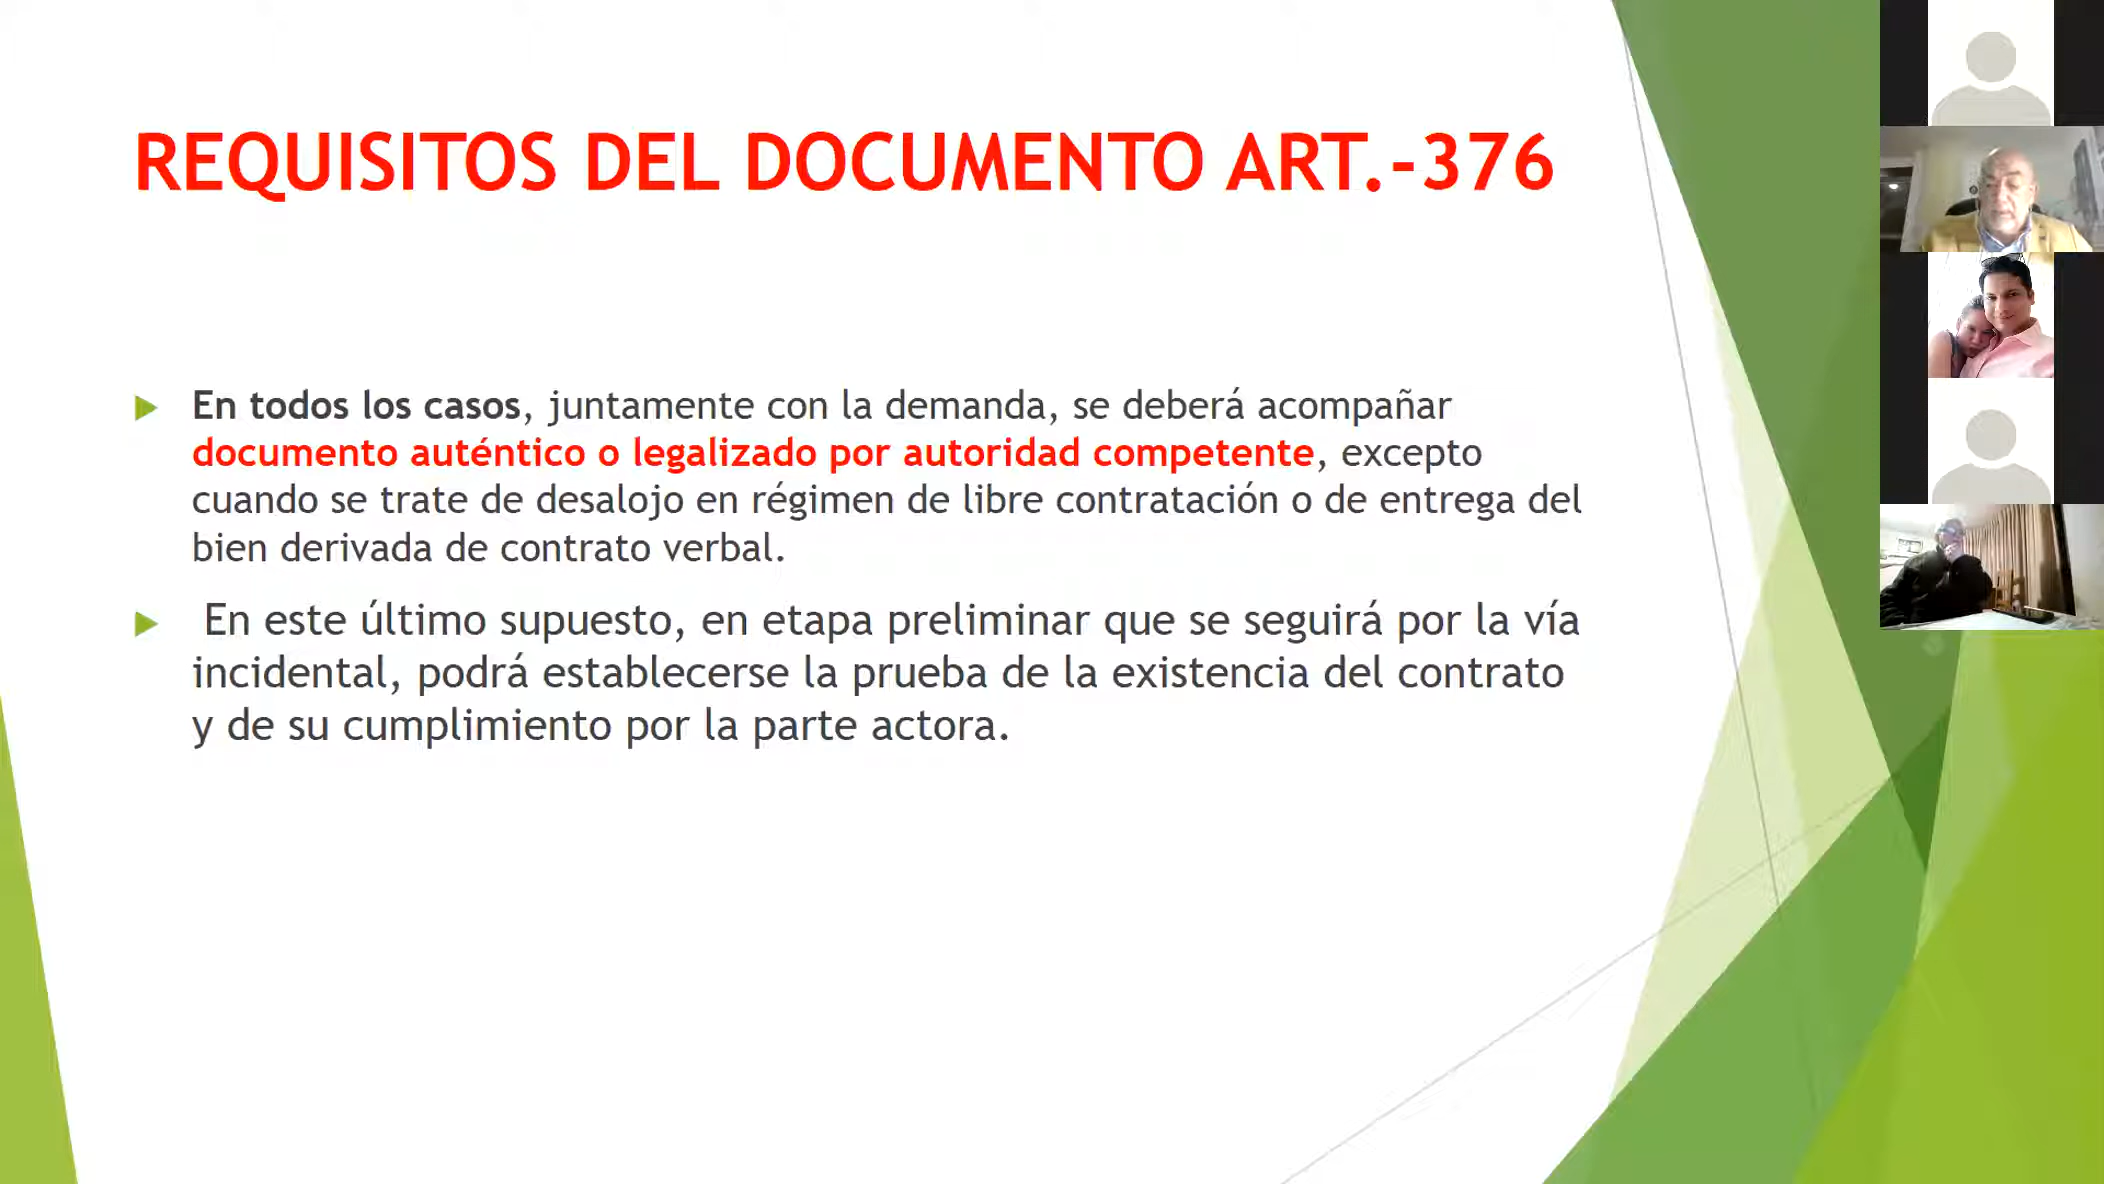 REQUISITOS DEL DOCUMENTO ART.-376
En todos los casos, juntamente con la demanda, se deberá acompañar
documento auténtico o legalizado por autoridad competente, excepto
cuando se trate de desalojo en régimen de libre contratación o de entrega del
bien derivada de contrato verbal.
En este último supuesto, en etapa preliminar que se seguirá por la vía
incidental, podrá establecerse la prueba de la existencia del contrato
y de su cumplimiento por la parte actora.